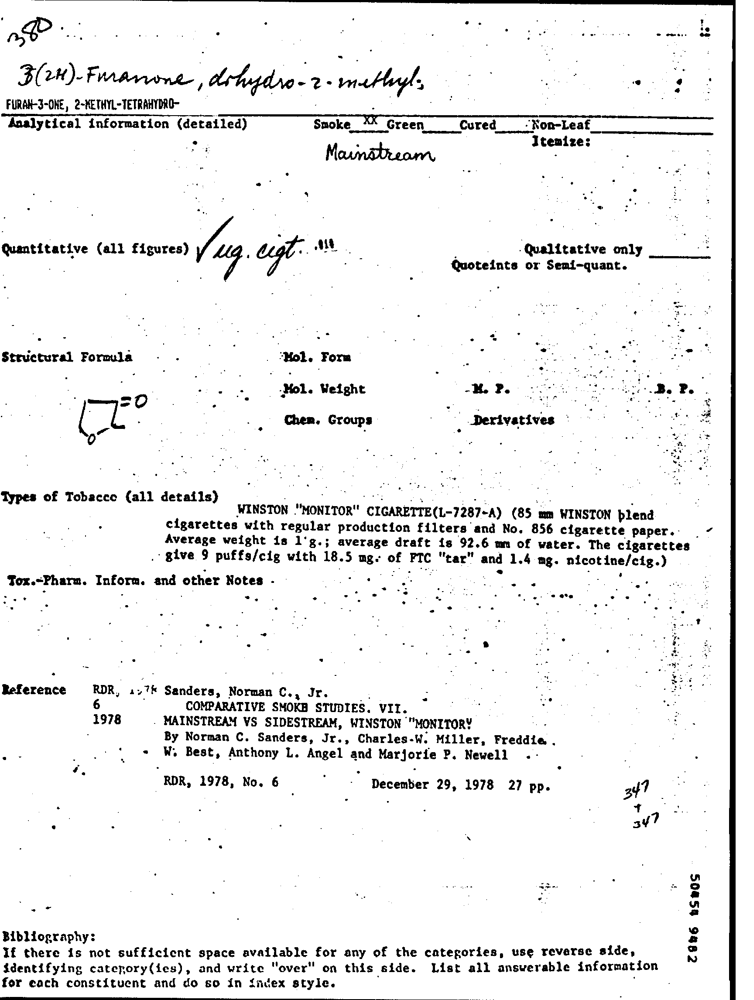 380
3(2H)-Furanone, dihydro-2-methyl-
FURAN-3-ONE, 2-METHYL-TETRAHYDRO-
Analytical information (detailed) Smoke XX Green Cured Non-Leaf
Itemize:
Mainstream
Quantitative (all figures) ug. cigt.
Qualitative only
Quoteints or Semi-quant.
Structural Formula Mol. Form
Mol. Weight M. P. B. P.
=O
O
Chem. Groups Derivatives
Types of Tobacco (all details)
WINSTON "MONITOR" CIGARETTE(L-7287-A) (85 mm WINSTON blend
cigarettes with regular production filters and No. 856 cigarette paper.
Average weight is 1 g.; average draft is 92.6 mm of water. The cigarettes
give 9 puffs/cig with 18.5 mg. of FTC "tar" and 1.4 mg. nicotine/cig.)
Tox.-Pharm. Inform. and other Notes
Reference RDR, Sanders, Norman C., Jr.
6 COMPARATIVE SMOKE STUDIES. VII.
1978 MAINSTREAM VS SIDESTREAM, WINSTON "MONITOR"
By Norman C. Sanders, Jr., Charles W. Miller, Freddie
W. Best, Anthony L. Angel and Marjorie P. Newell
RDR, 1978, No. 6 December 29, 1978 27 pp.
347
+
347
50454 9482
Bibliography:
If there is not sufficient space available for any of the categories, use reverse side,
identifying category(ies), and write "over" on this side. List all answerable information
for each constituent and do so in index style.